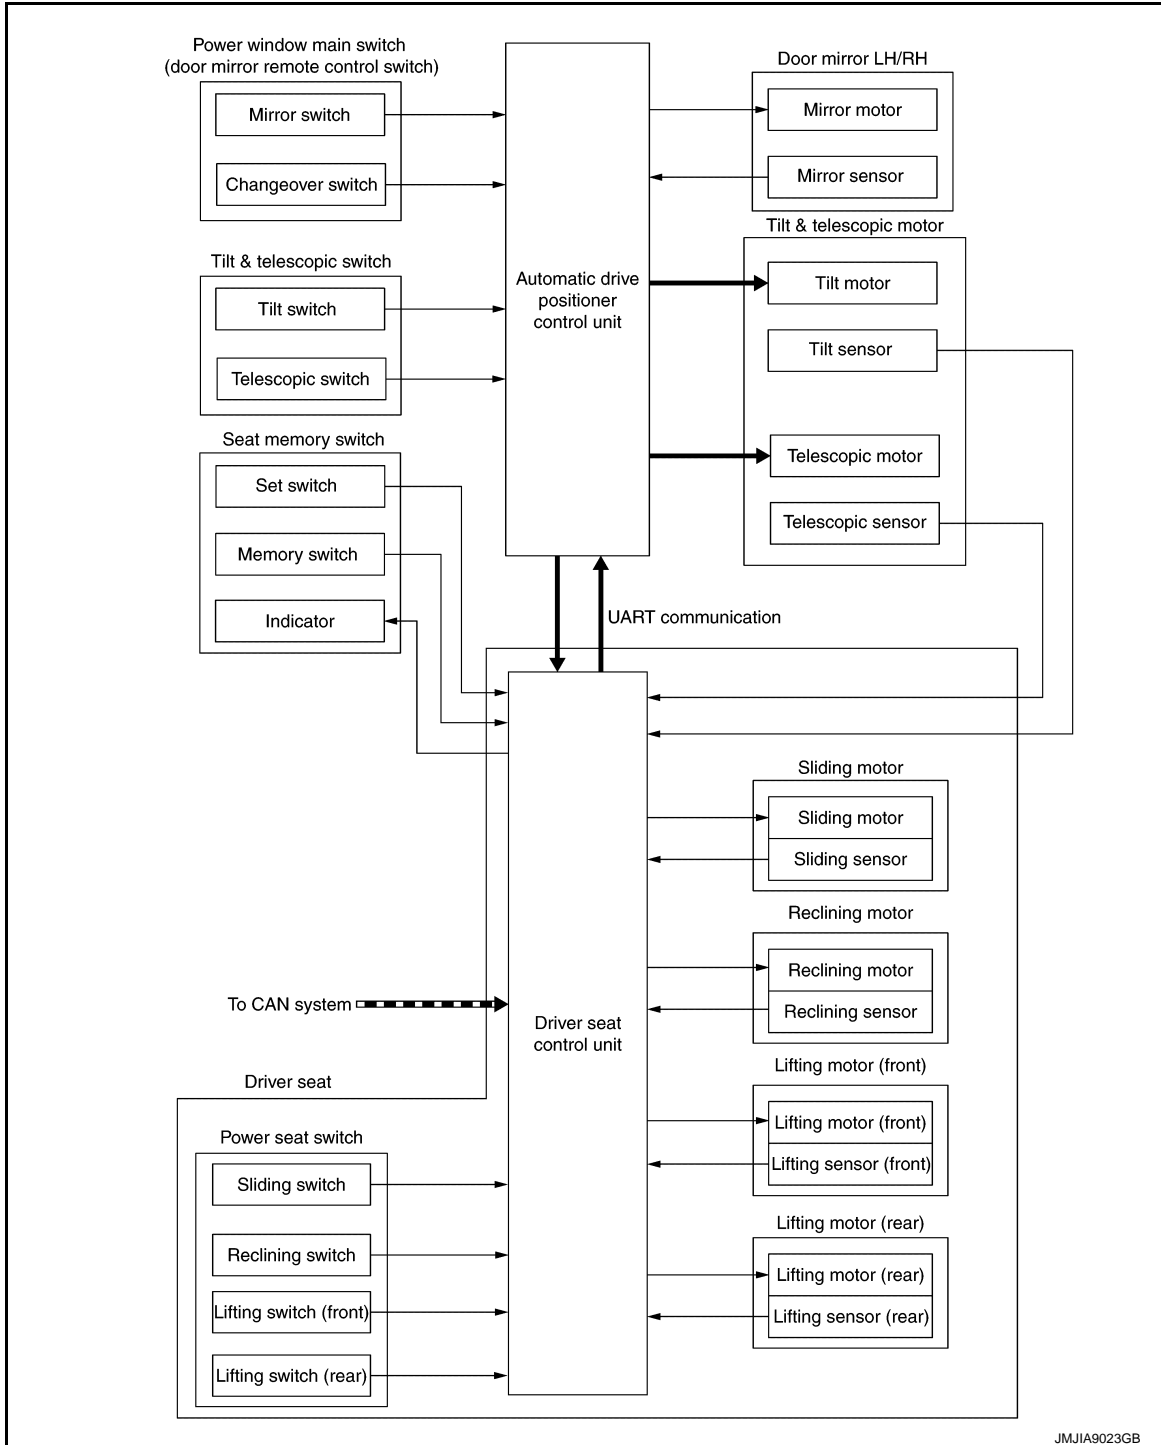 Power window main switch
(door mirror remote control switch)
Mirror switch
Changeover switch
Tilt & telescopic switch
Tilt switch
Telescopic switch
Seat memory switch
Set switch
Memory switch
Indicator
Automatic drive
positioner
control unit
Door mirror LH/RH
Mirror motor
Mirror sensor
Tilt & telescopic motor
Tilt motor
Tilt sensor
Telescopic motor
Telescopic sensor
UART communication
To CAN system
Driver seat
Power seat switch
Sliding switch
Reclining switch
Lifting switch (front)
Lifting switch (rear)
Driver seat
control unit
Sliding motor
Sliding motor
Sliding sensor
Reclining motor
Reclining motor
Reclining sensor
Lifting motor (front)
Lifting motor (front)
Lifting sensor (front)
Lifting motor (rear)
Lifting motor (rear)
Lifting sensor (rear)
JMJIA9023GB